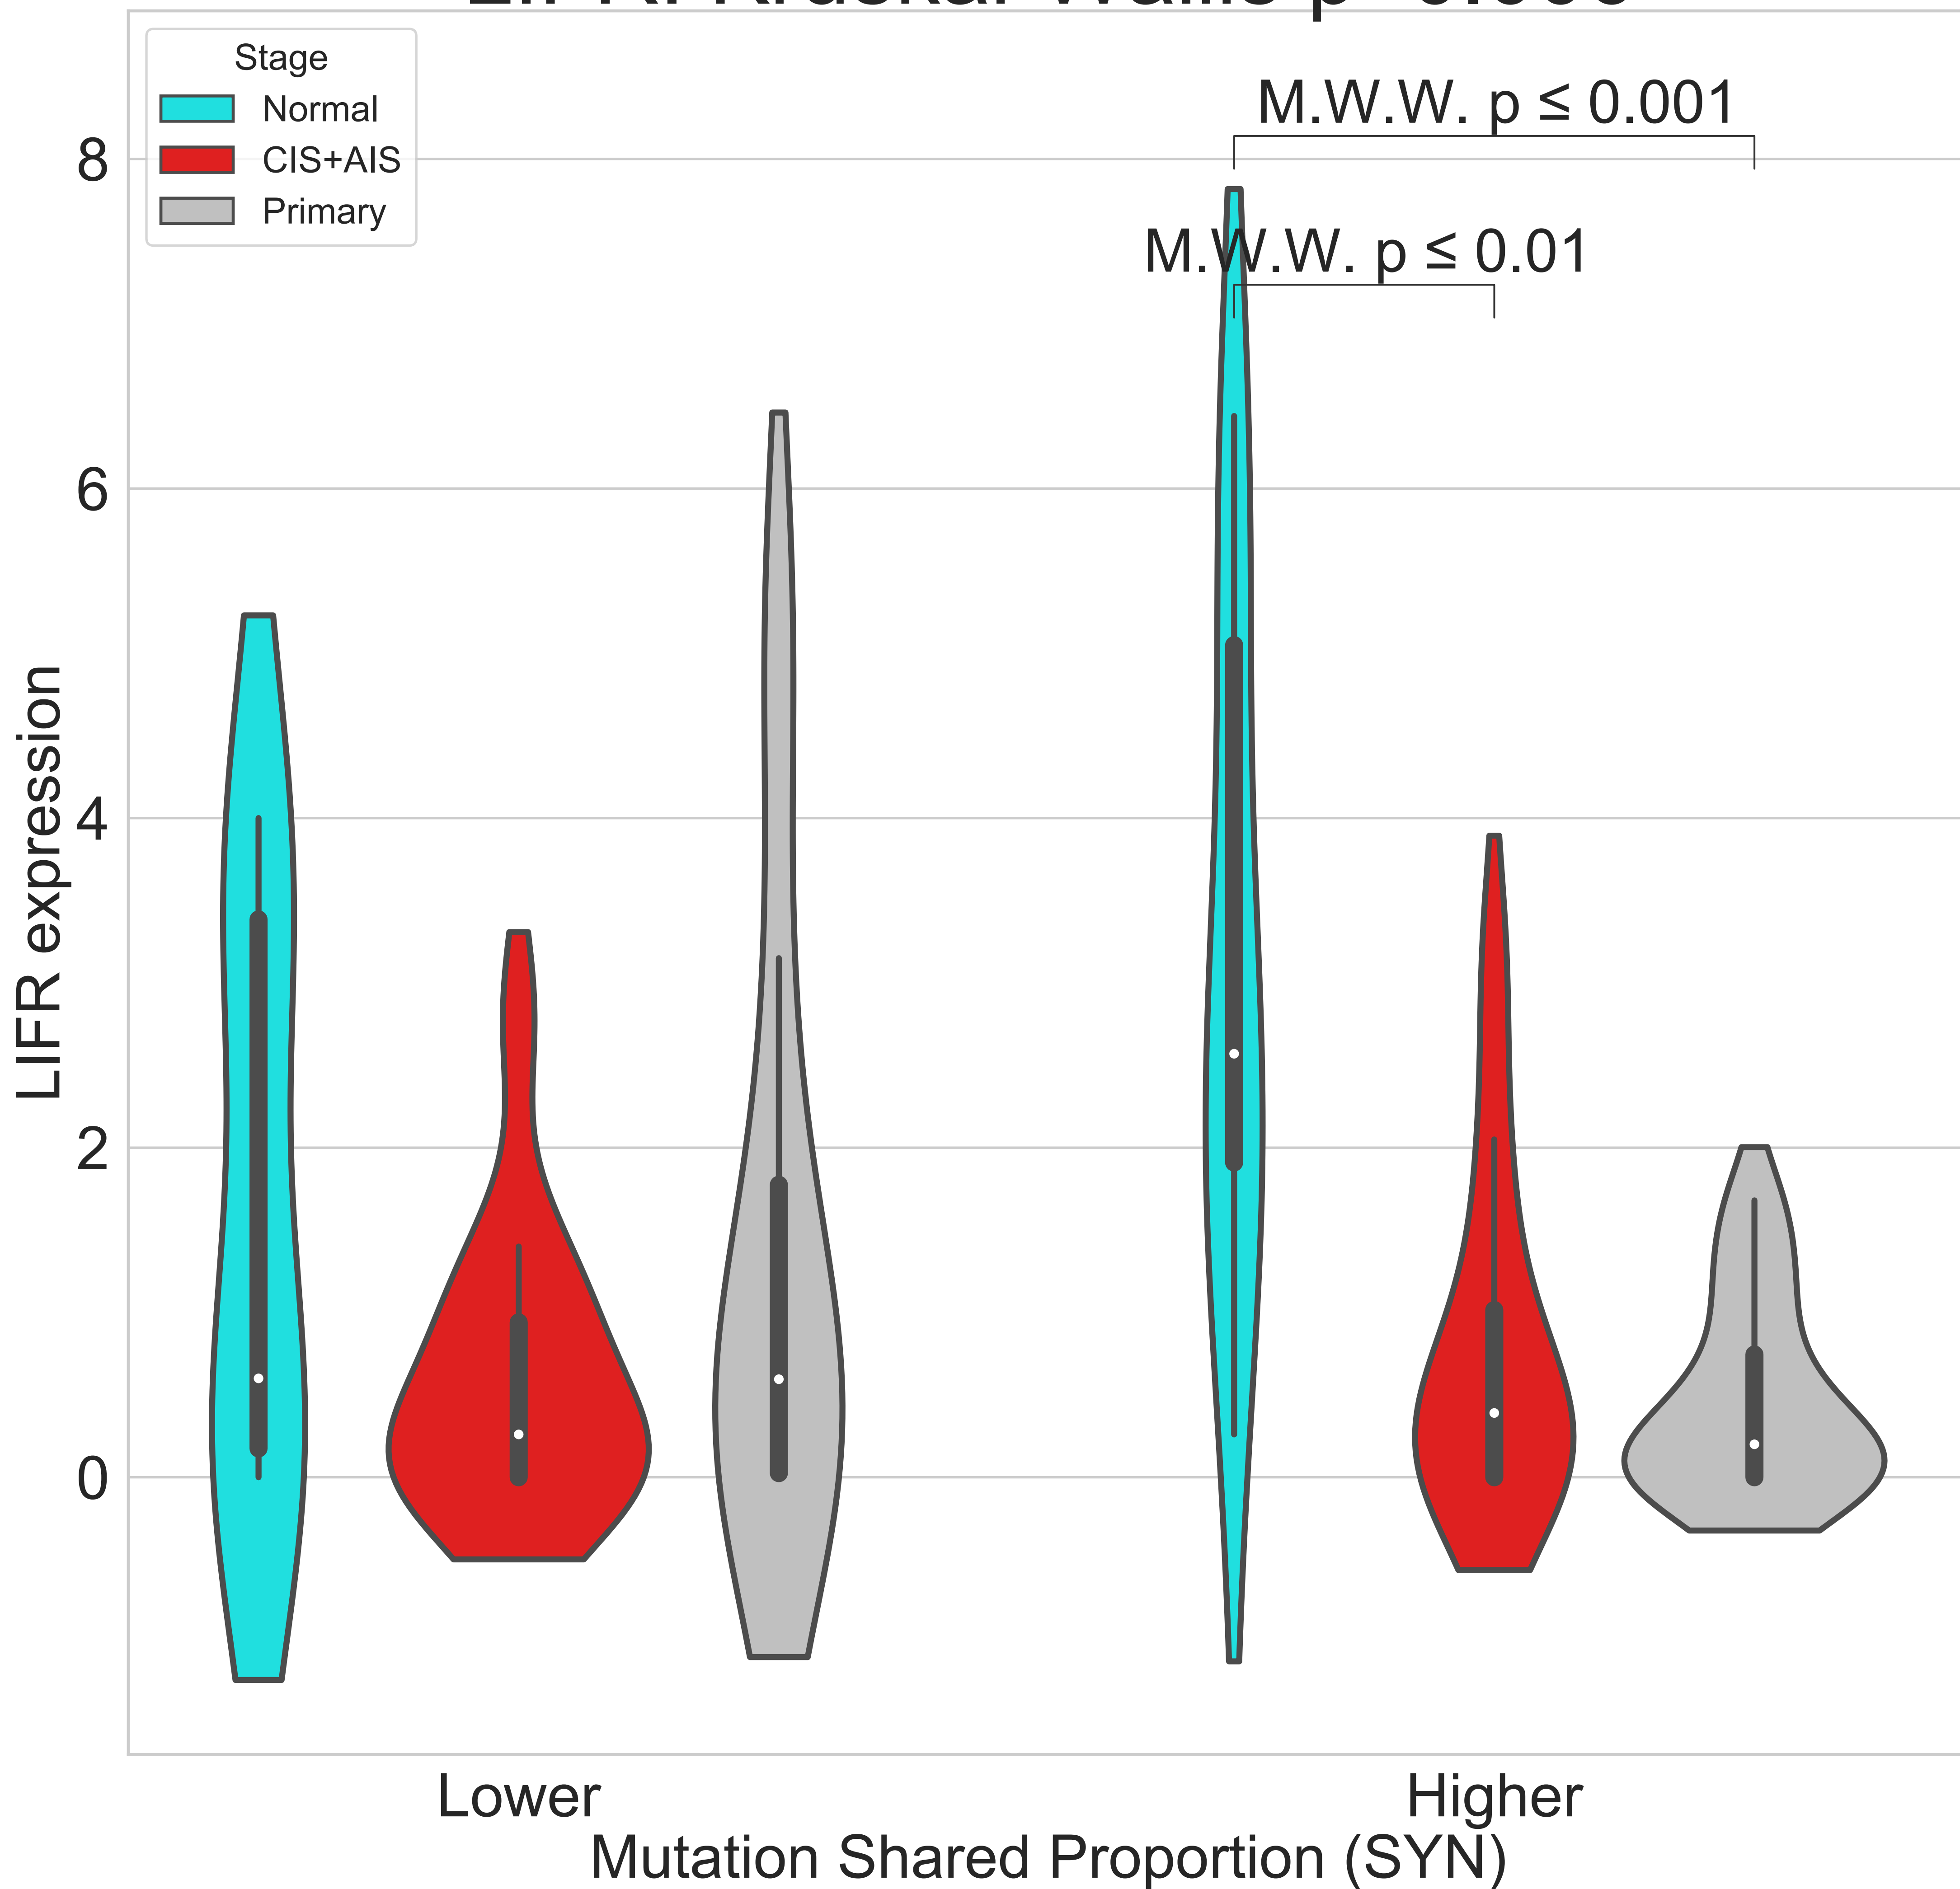 Stage
Normal
CIS+AIS
Primary
M.W.W. p ≤ 0.001
M.W.W. p ≤ 0.01
8
6
4
2
0
LIFR expression
Lower
Higher
Mutation Shared Proportion (SYN)